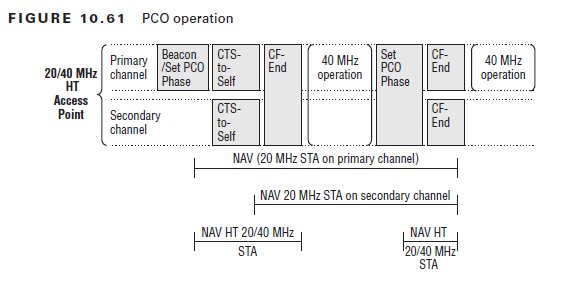 FIGURE 10.61 PCO operation
20/40 MHz
HT
Access
Point
Primary
channel
Beacon
/Set PCO
Phase
CTS-
to-
Self
CF-
End
40 MHz
operation
Set
PCO
Phase
CF-
End
40 MHz
operation
Secondary
channel
CTS-
to-
Self
CF-
End
NAV (20 MHz STA on primary channel)
NAV 20 MHz STA on secondary channel
NAV HT 20/40 MHz
STA
NAV HT
20/40 MHz
STA